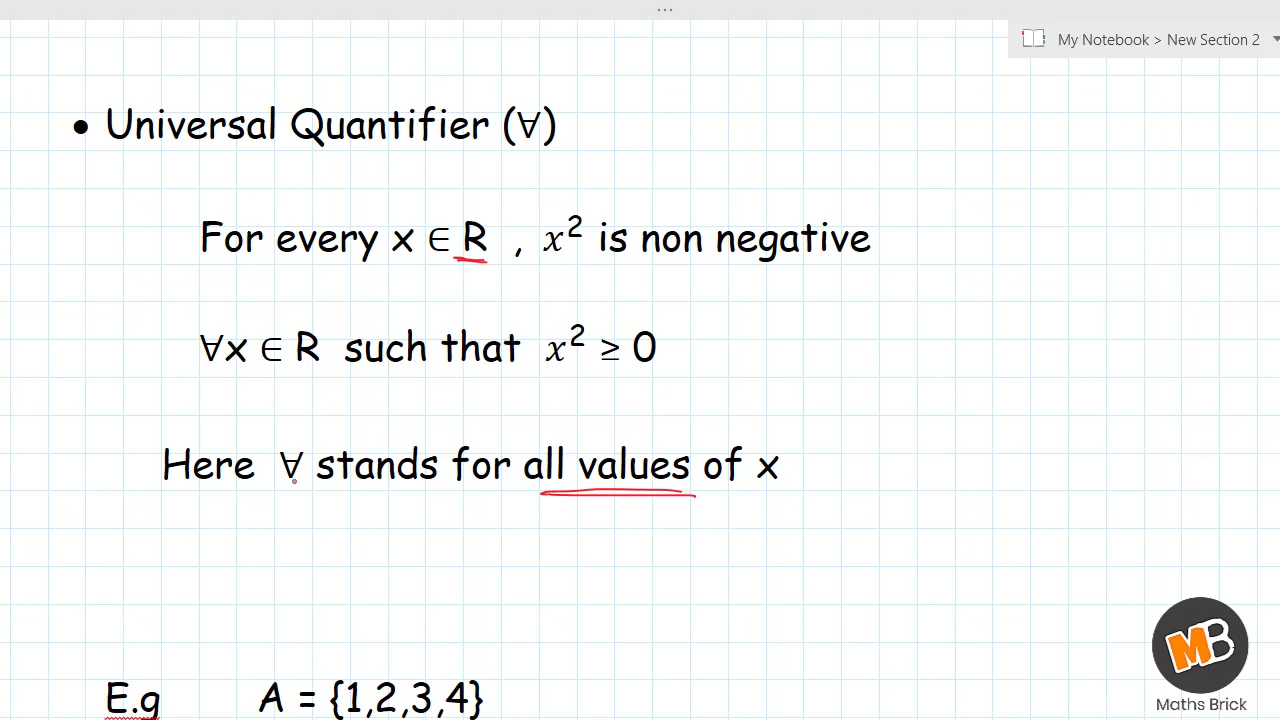 ...
My Notebook > New Section 2
• Universal Quantifier (∀)
For every x ∈ R , x² is non negative
∀x ∈ R such that x² ≥ 0
Here ∀ stands for all values of x
E.g A = {1,2,3,4}
MB
Maths Brick